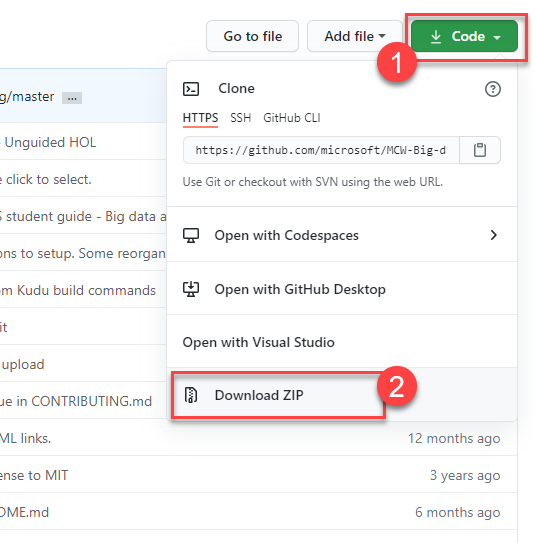 Go to file
Add file
Code
1
g/master ...
Clone
HTTPS SSH GitHub CLI
Unguided HOL
https://github.com/microsoft/MCW-Big-d
e click to select.
Use Git or checkout with SVN using the web URL.
S student guide - Big data a
Open with Codespaces
ons to setup. Some reorgan
om Kudu build commands
Open with GitHub Desktop
it
Open with Visual Studio
upload
2
Download ZIP
ue in CONTRIBUTING.md
ML links.
12 months ago
ense to MIT
3 years ago
OME.md
6 months ago